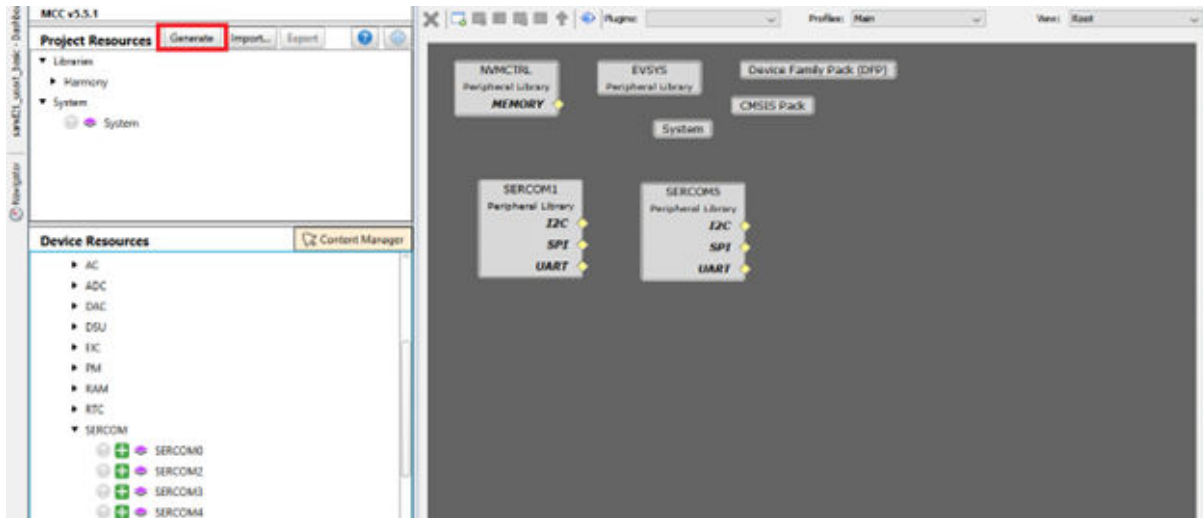 MCC v5.5.1
Project Resources Generate Import... Export
Libraries
Harmony
System
System
Navigator
Device Resources Content Manager
AC
ADC
DAC
DSU
EIC
PM
RAM
RTC
SERCOM
SERCOM0
SERCOM2
SERCOM3
SERCOM4
Plugins: Profiles: Main View: Root
NVMCTRL
Peripheral Library
MEMORY
EVSYS
Peripheral Library
Device Family Pack (DFP)
CMSIS Pack
System
SERCOM1
Peripheral Library
I2C
SPI
UART
SERCOM5
Peripheral Library
I2C
SPI
UART